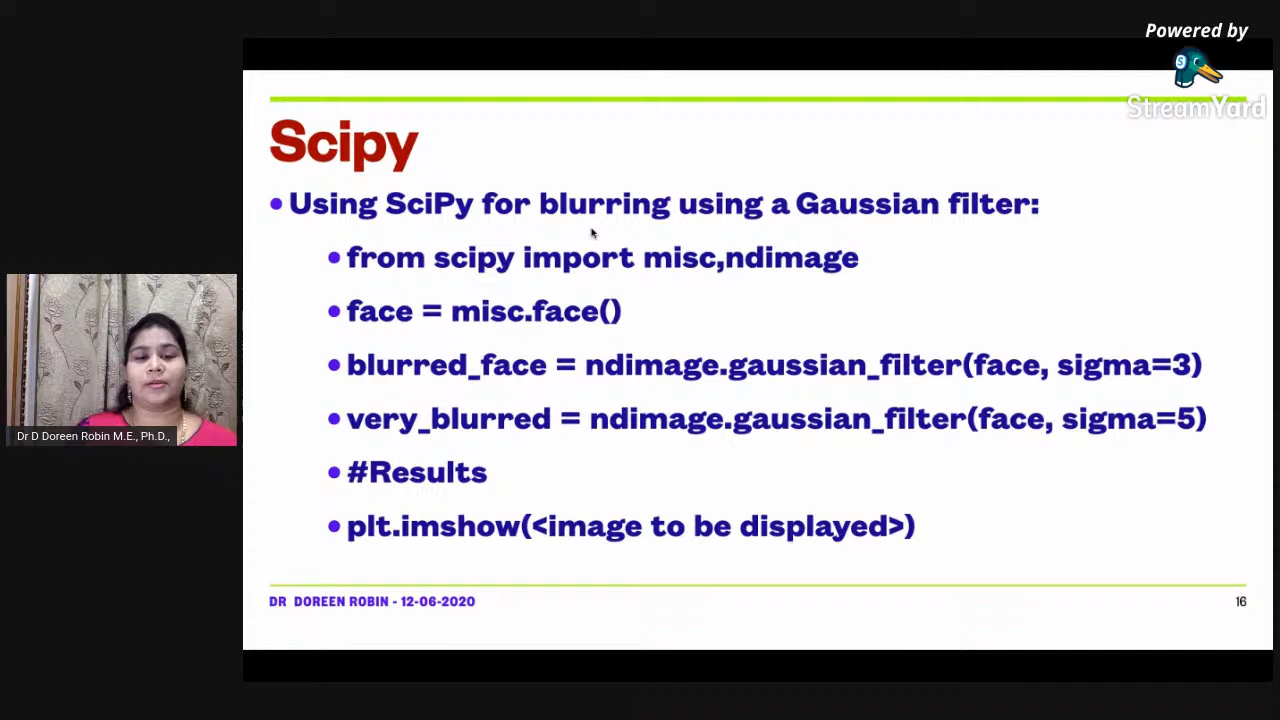 Powered by
StreamYard
Scipy
• Using SciPy for blurring using a Gaussian filter:
• from scipy import misc,ndimage
• face = misc.face()
• blurred_face = ndimage.gaussian_filter(face, sigma=3)
• very_blurred = ndimage.gaussian_filter(face, sigma=5)
• #Results
• plt.imshow(<image to be displayed>)
Dr D Doreen Robin M.E., Ph.D.,
DR DOREEN ROBIN - 12-06-2020
16